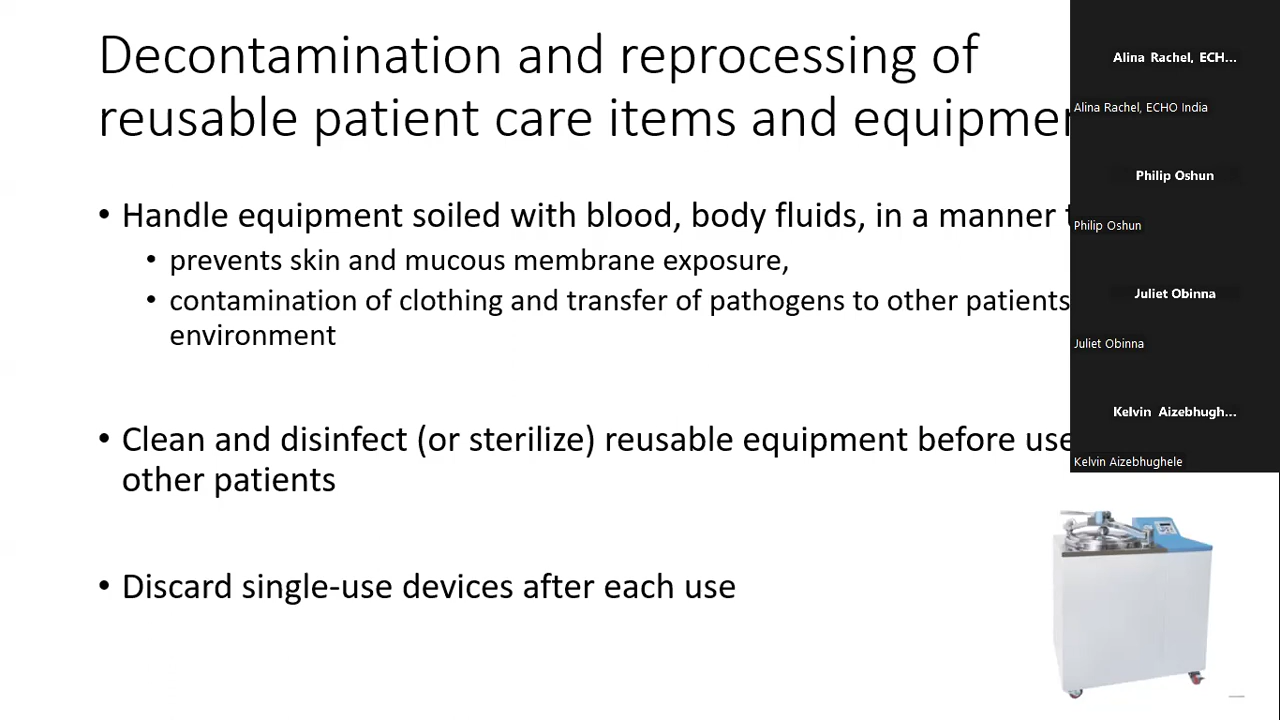 Decontamination and reprocessing of
reusable patient care items and equipmen
• Handle equipment soiled with blood, body fluids, in a manner t
• prevents skin and mucous membrane exposure,
• contamination of clothing and transfer of pathogens to other patients
environment
• Clean and disinfect (or sterilize) reusable equipment before use
other patients
• Discard single-use devices after each use
Alina Rachel, ECH...
Alina Rachel, ECHO India
Philip Oshun
Philip Oshun
Juliet Obinna
Juliet Obinna
Kelvin Aizebhugh...
Kelvin Aizebhughele